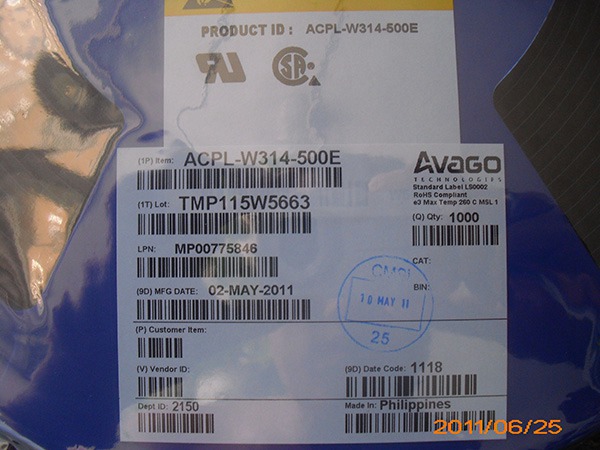 PRODUCT ID: ACPL-W314-500E
(1P) Item: ACPL-W314-500E
Avago
TECHNOLOGIES
Standard Label LS0002
RoHS Compliant
e3 Max Temp 260 C MSL 1
(1T) Lot: TMP115W5663
(Q) Qty: 1000
LPN: MP00775846
CAT:
(9D) MFG DATE: 02-MAY-2011
BIN:
10 MAY 11
25
(P) Customer Item:
(V) Vendor ID:
(9D) Date Code: 1118
Dept ID: 2150
Made In: Philippines
2011/06/25